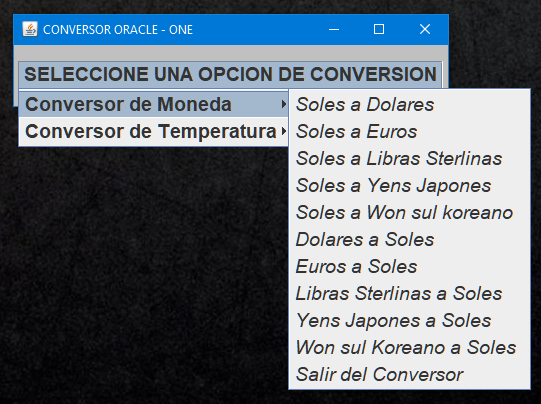 CONVERSOR ORACLE - ONE
SELECCIONE UNA OPCION DE CONVERSION
Conversor de Moneda
Conversor de Temperatura
Soles a Dolares
Soles a Euros
Soles a Libras Sterlinas
Soles a Yens Japones
Soles a Won sul koreano
Dolares a Soles
Euros a Soles
Libras Sterlinas a Soles
Yens Japones a Soles
Won sul Koreano a Soles
Salir del Conversor